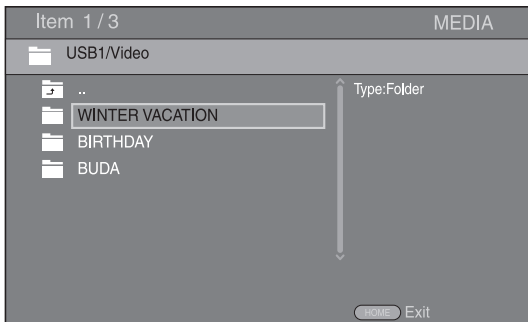 Item 1/3 MEDIA
USB1/Video
.. Type:Folder
WINTER VACATION
BIRTHDAY
BUDA
HOME Exit